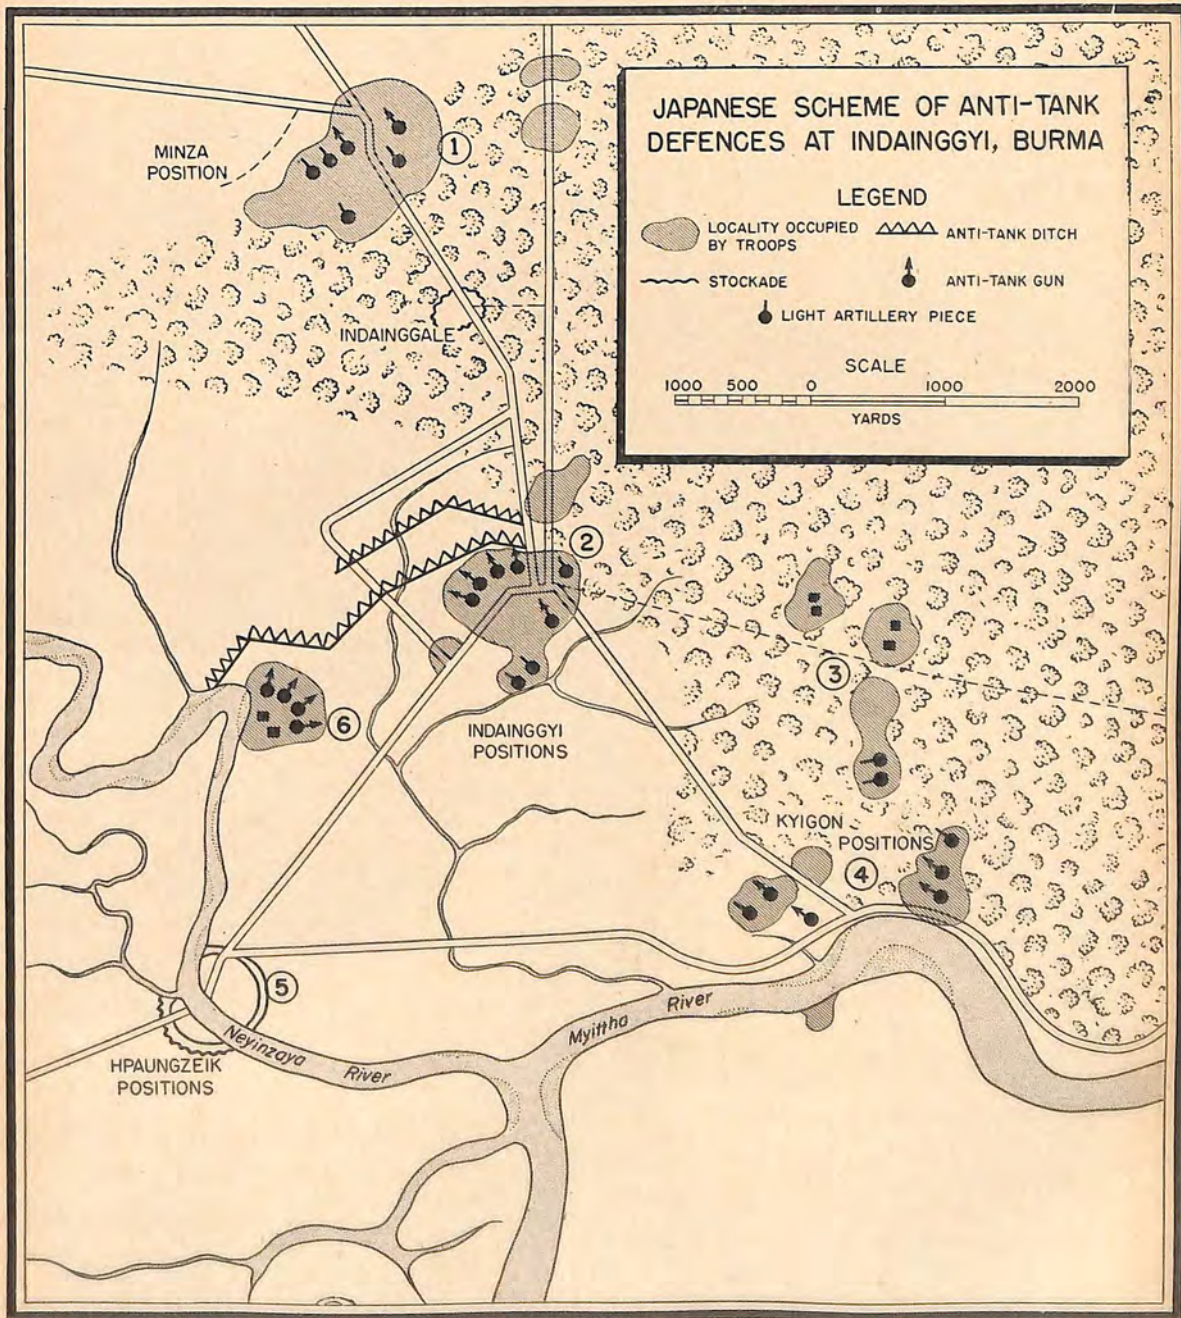 JAPANESE SCHEME OF ANTI-TANK
DEFENCES AT INDAINGGYI, BURMA
LEGEND
LOCALITY OCCUPIED
BY TROOPS
ANTI-TANK DITCH
STOCKADE
ANTI-TANK GUN
LIGHT ARTILLERY PIECE
SCALE
1000 500 0 1000 2000
YARDS
MINZA
POSITION
1
INDAINGGALE
2
3
INDAINGGYI
POSITIONS
6
KYIGON
POSITIONS
4
5
HPAUNGZEIK
POSITIONS
Neyinzaya River
Myittha River